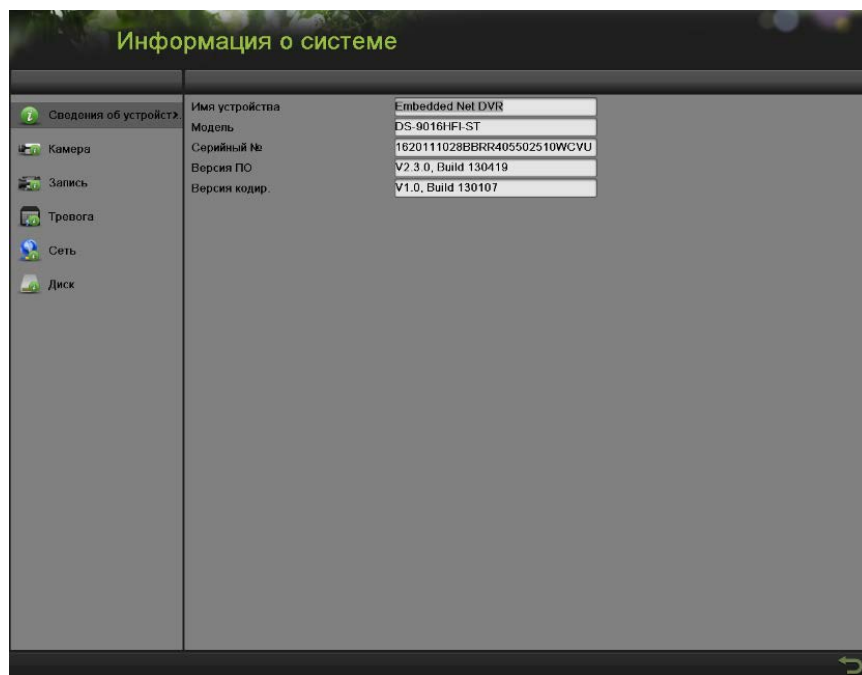 Информация о системе
Сведения об устройств.
Камера
Запись
Тревога
Сеть
Диск
Имя устройства Embedded Net DVR
Модель DS-9016HFI-ST
Серийный № 1620111028BBRR405502510WCVU
Версия ПО V2.3.0, Build 130419
Версия кодир. V1.0, Build 130107